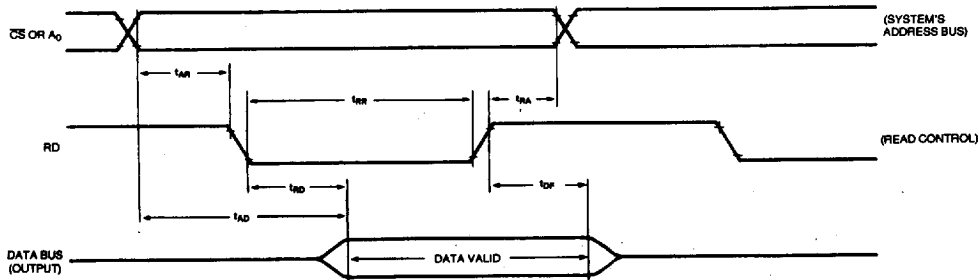 C̅S̅ OR A₀
(SYSTEM'S
ADDRESS BUS)
tAR
tRR
tRA
RD
(READ CONTROL)
tRD
tDF
tAD
DATA BUS
(OUTPUT)
DATA VALID